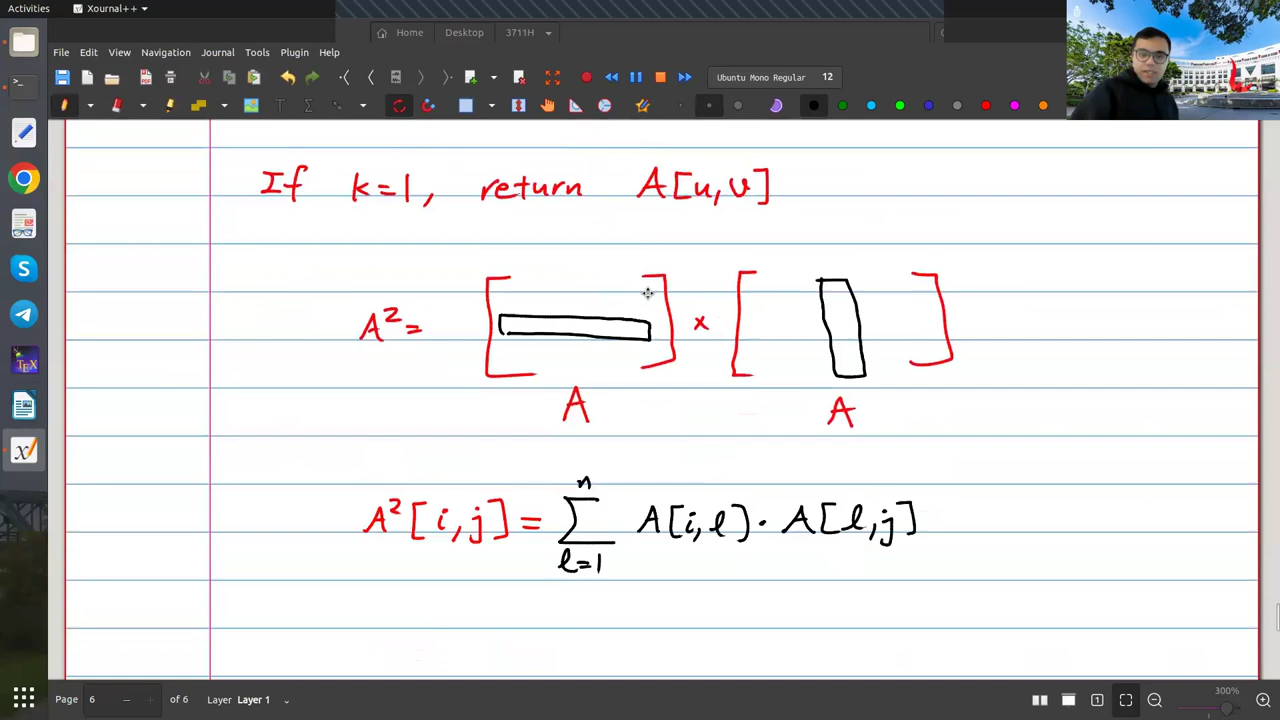 Activities Xournal++
Home Desktop 3711H
File Edit View Navigation Journal Tools Plugin Help
Ubuntu Mono Regular 12
If k=1, return A[u,v]
A²= [ ] × [ ]
A A
n
A²[i,j] = ∑ A[i,l]·A[l,j]
l=1
Page 6 of 6 Layer Layer 1 300%